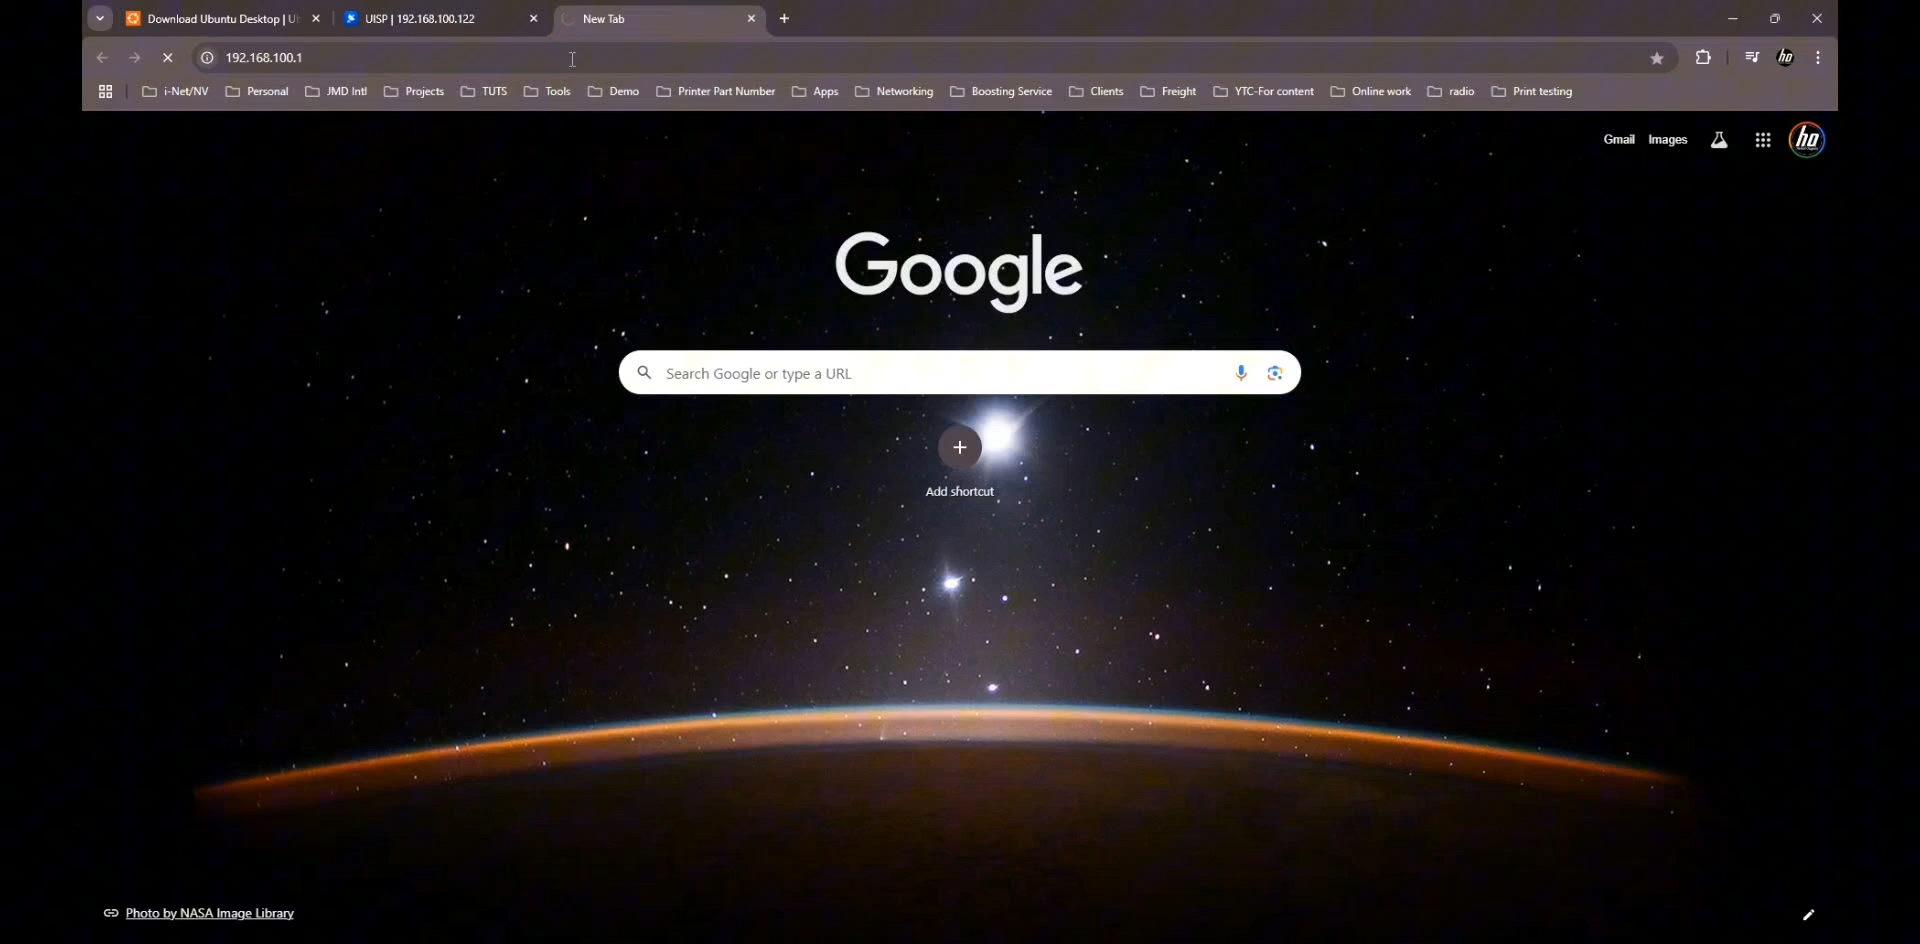 Download Ubuntu Desktop | U
UISP | 192.168.100.122
New Tab
192.168.100.1
i-Net/NV
Personal
JMD Intl
Projects
TUTS
Tools
Demo
Printer Part Number
Apps
Networking
Boosting Service
Clients
Freight
YTC-For content
Online work
radio
Print testing
Gmail
Images
ho
Google
Search Google or type a URL
Add shortcut
Photo by NASA Image Library